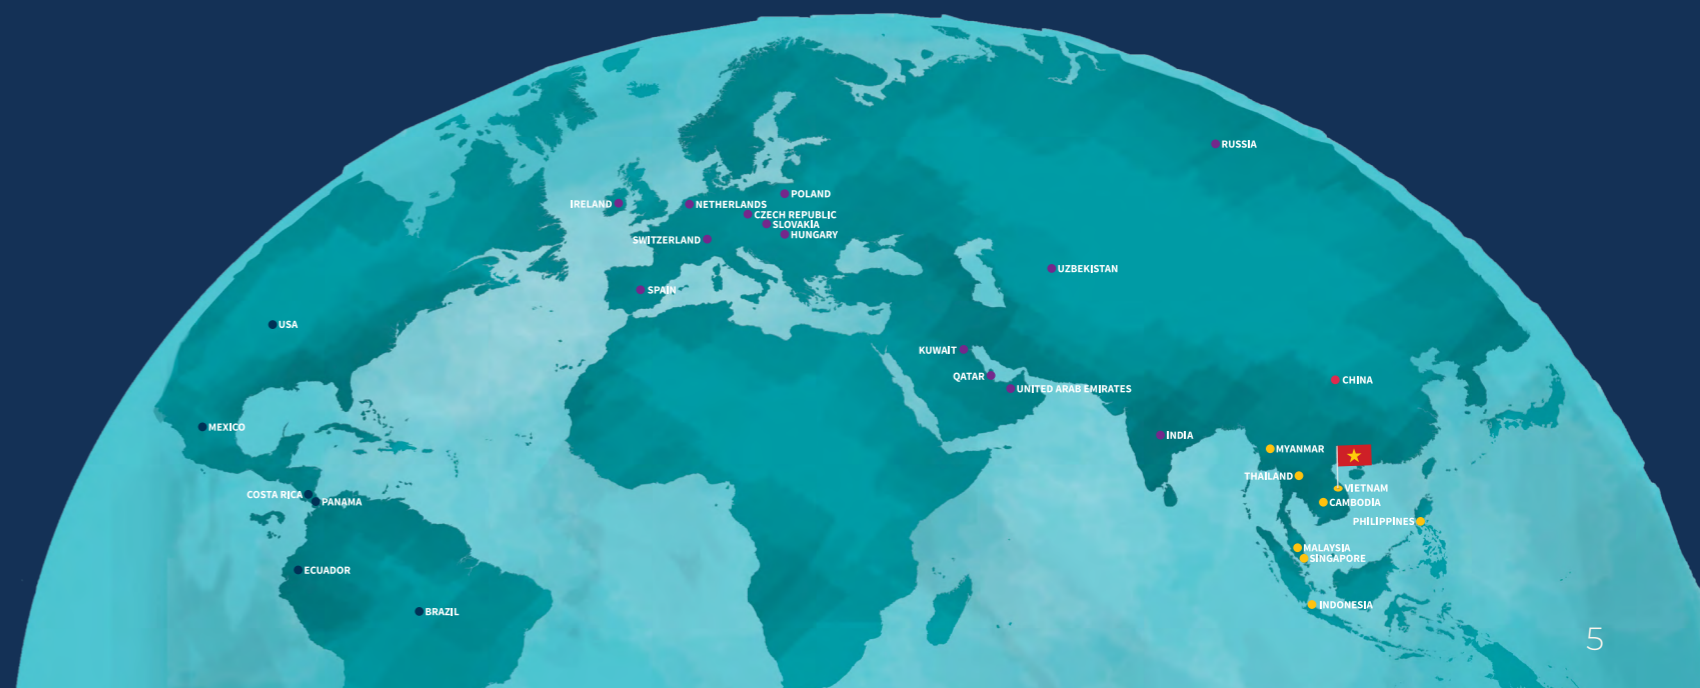 RUSSIA
POLAND
IRELAND
NETHERLANDS
CZECH REPUBLIC
SLOVAKIA
HUNGARY
SWITZERLAND
UZBEKISTAN
SPAIN
USA
KUWAIT
QATAR
CHINA
UNITED ARAB EMIRATES
MEXICO
INDIA
MYANMAR
THAILAND
VIETNAM
COSTA RICA
PANAMA
CAMBODIA
PHILIPPINES
MALAYSIA
SINGAPORE
ECUADOR
INDONESIA
BRAZIL
5